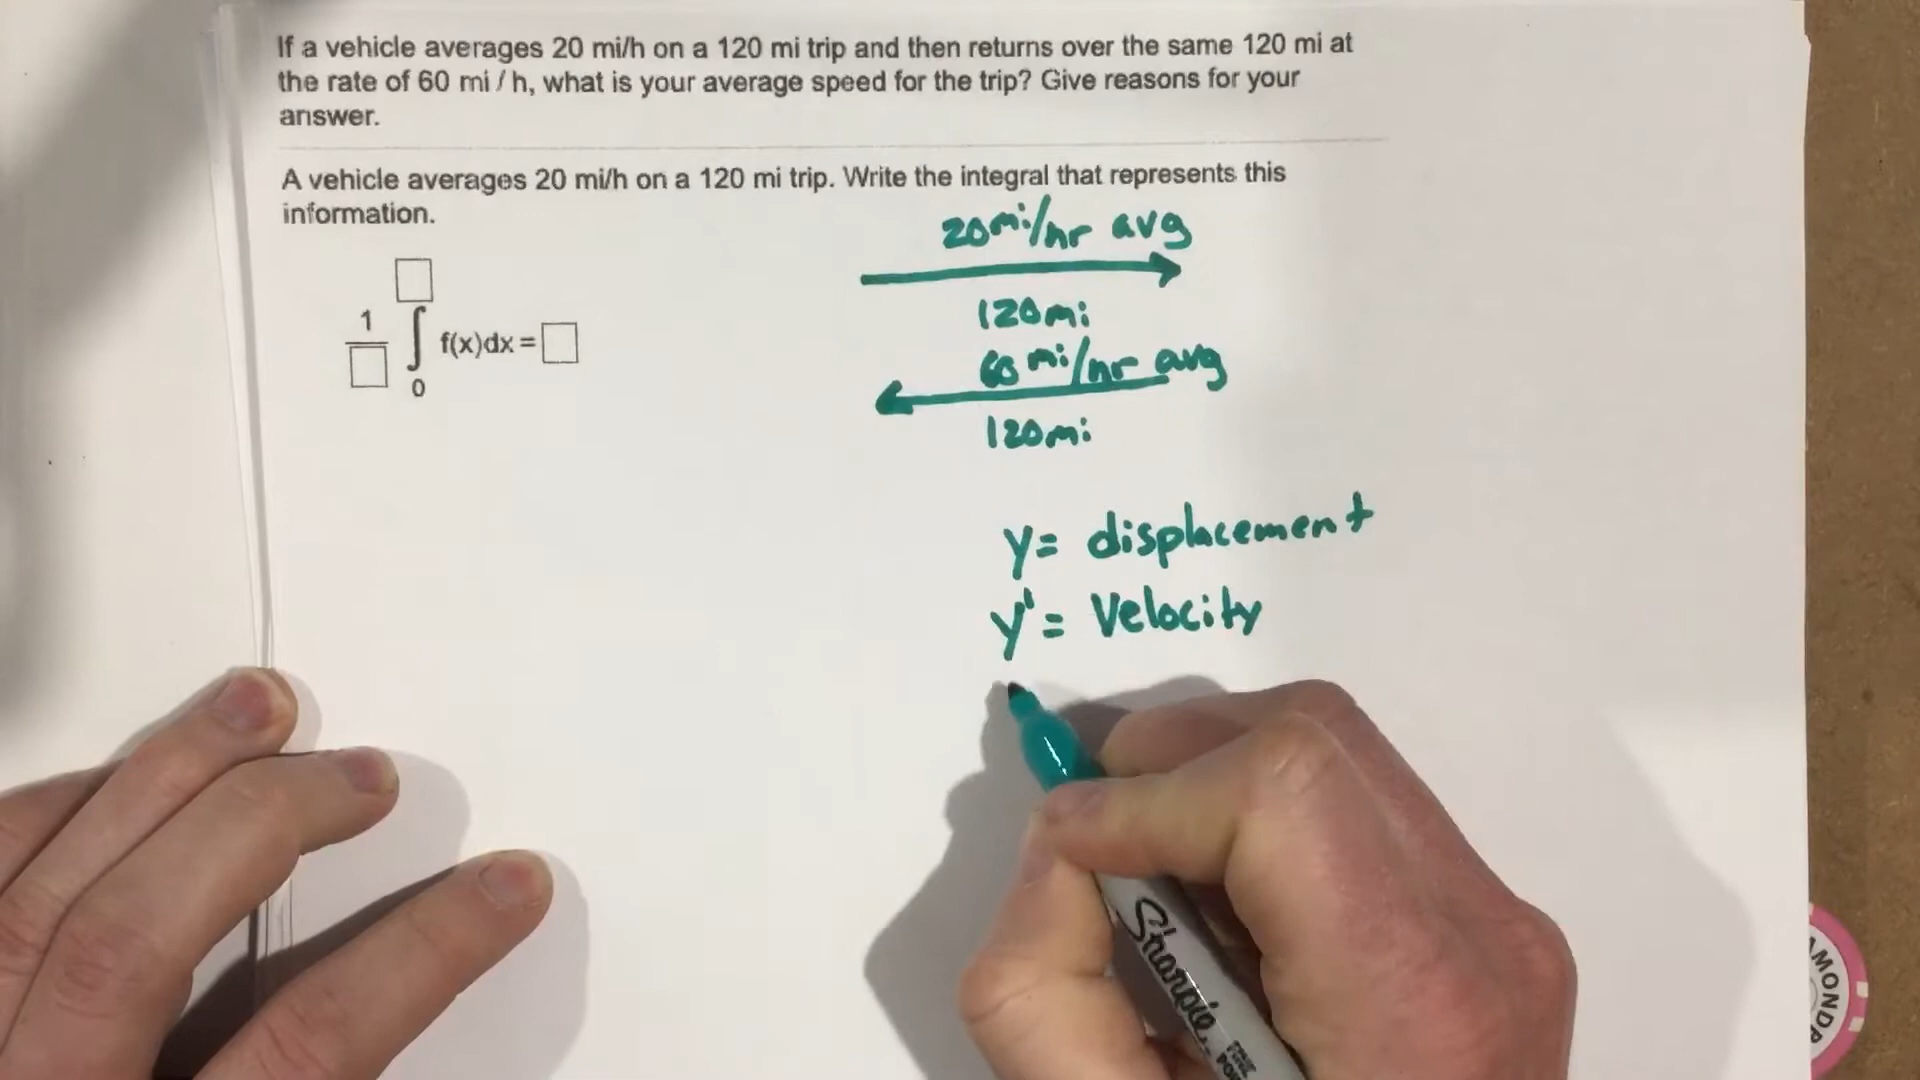 If a vehicle averages 20 mi/h on a 120 mi trip and then returns over the same 120 mi at
the rate of 60 mi / h, what is your average speed for the trip? Give reasons for your
answer.
A vehicle averages 20 mi/h on a 120 mi trip. Write the integral that represents this
information.
20mi/hr avg
120mi
1/□ ∫₀^□ f(x)dx = □
60 mi/hr avg
120mi
y = displacement
y' = Velocity
Sharpie